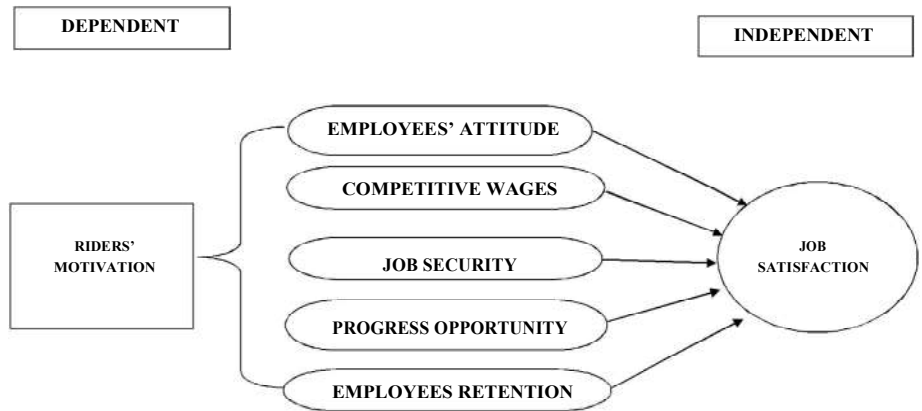 DEPENDENT
INDEPENDENT
EMPLOYEES’ ATTITUDE
COMPETITIVE WAGES
RIDERS’
MOTIVATION
JOB SECURITY
JOB
SATISFACTION
PROGRESS OPPORTUNITY
EMPLOYEES RETENTION